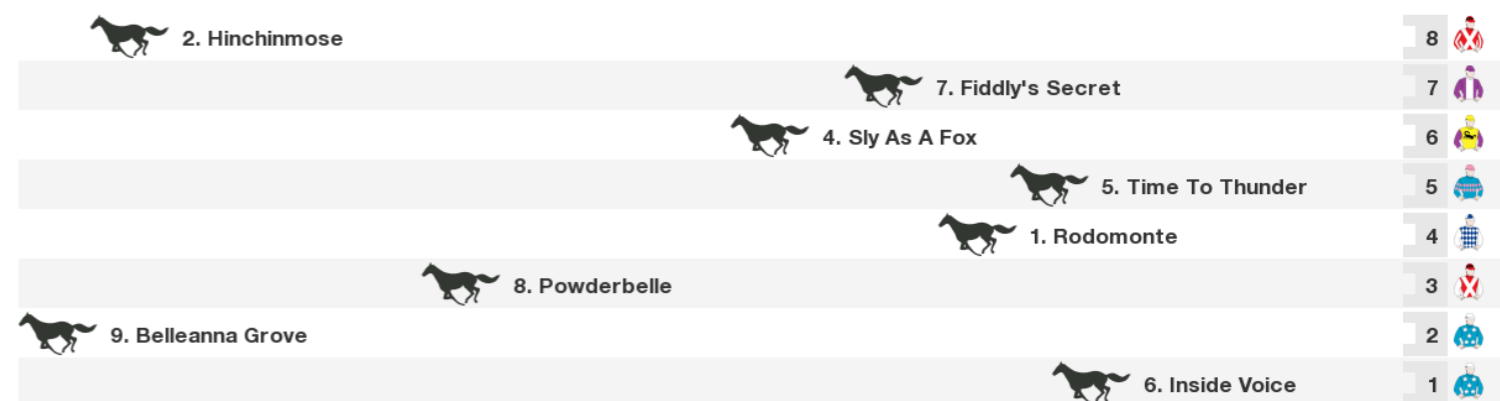 2. Hinchinmose 8
7. Fiddly's Secret 7
4. Sly As A Fox 6
5. Time To Thunder 5
1. Rodomonte 4
8. Powderbelle 3
9. Belleanna Grove 2
6. Inside Voice 1